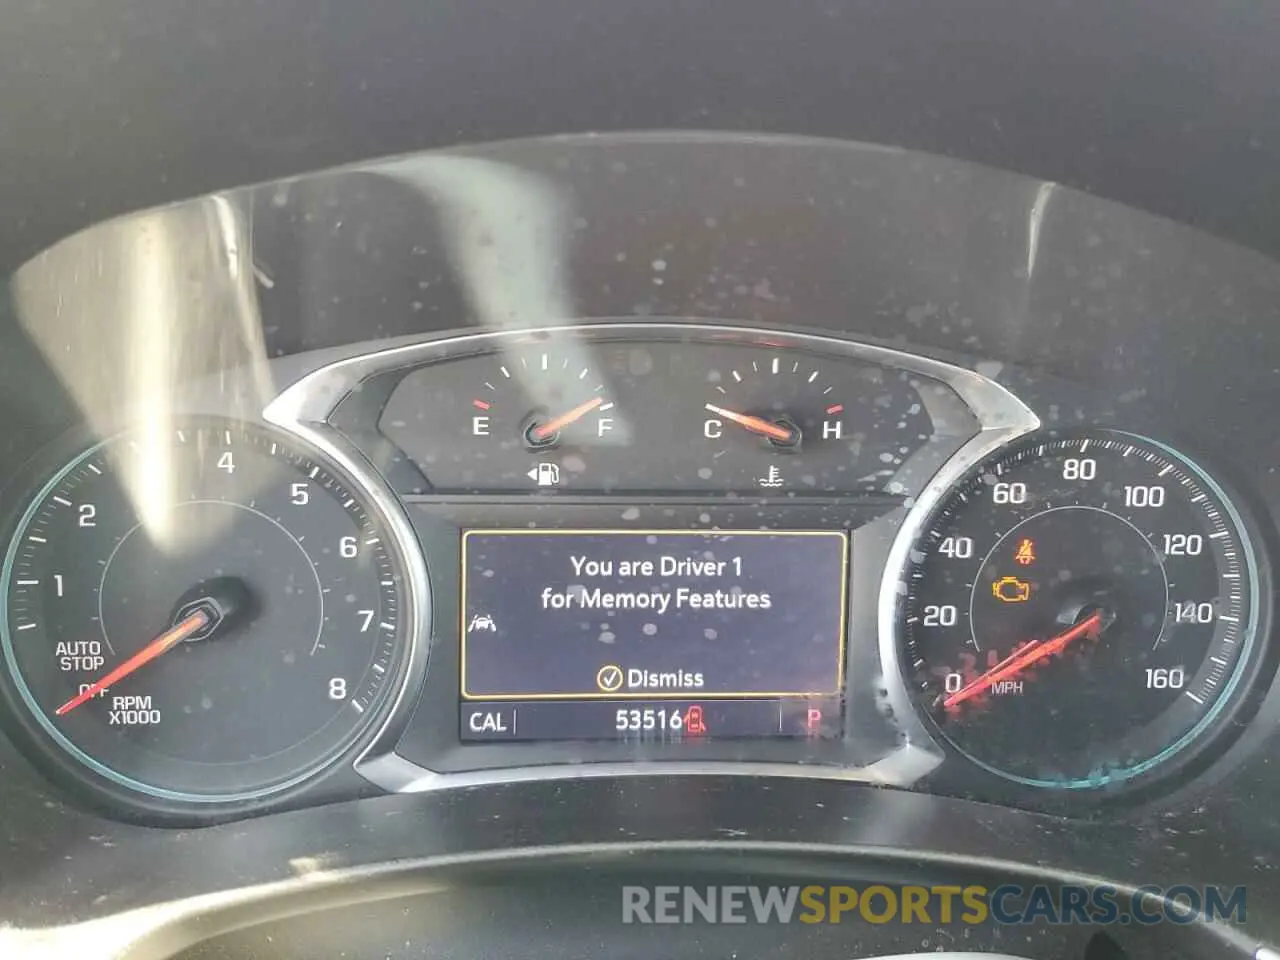 E
F
C
H
1
2
4
5
6
7
8
AUTO
STOP
OFF
RPM
X1000
You are Driver 1
for Memory Features
Dismiss
CAL
53516
P
0
20
40
60
80
100
120
140
160
MPH
RENEWSPORTSCARS.COM